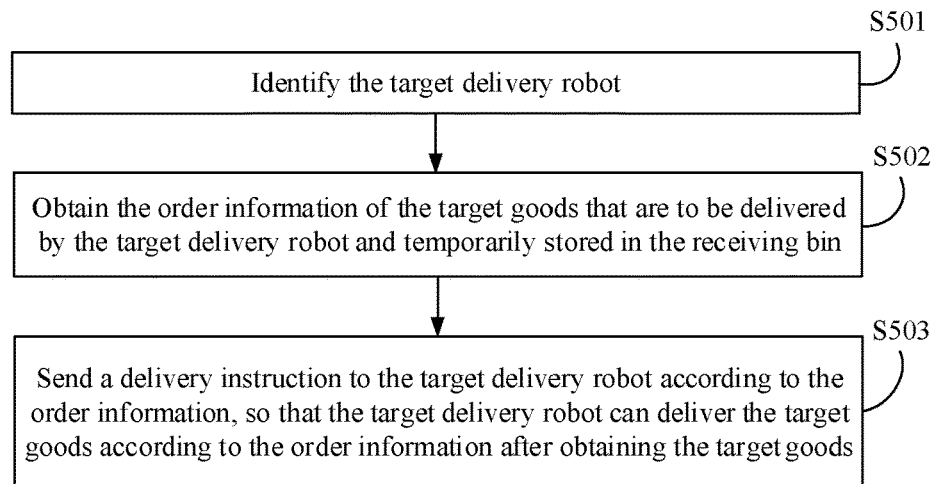 S501
Identify the target delivery robot
S502
Obtain the order information of the target goods that are to be delivered
by the target delivery robot and temporarily stored in the receiving bin
S503
Send a delivery instruction to the target delivery robot according to the
order information, so that the target delivery robot can deliver the target
goods according to the order information after obtaining the target goods